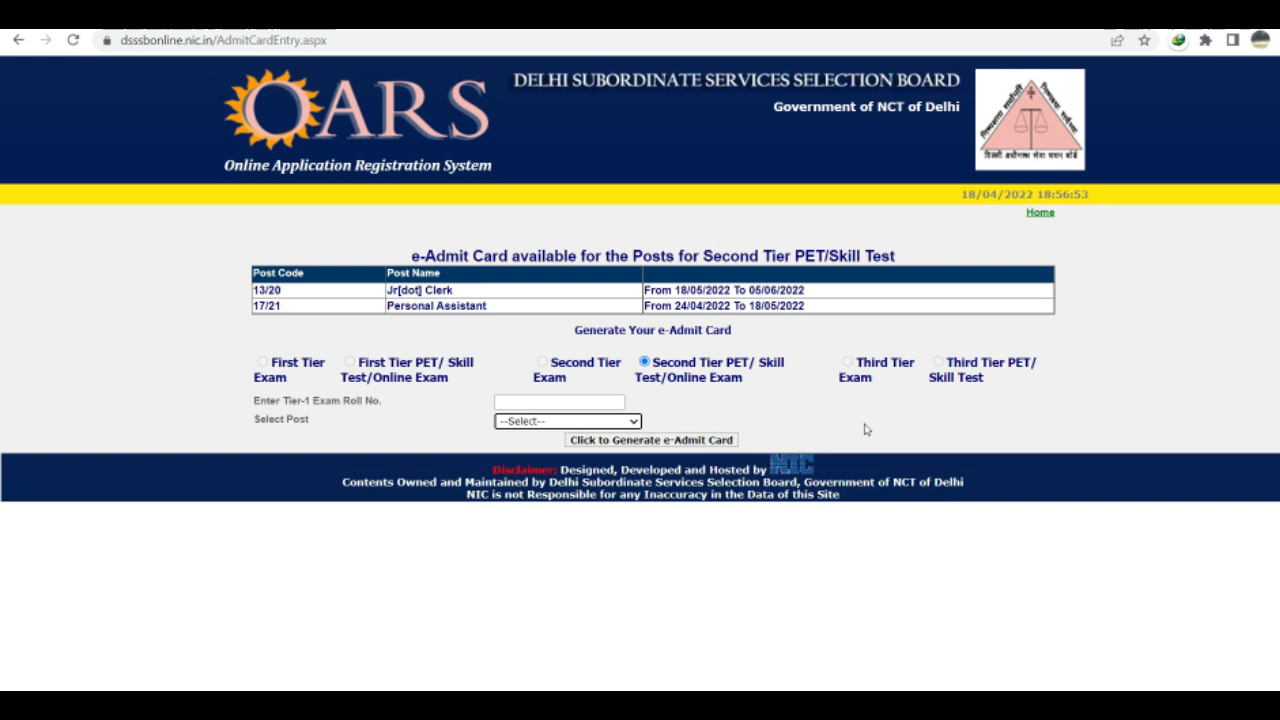 dsssbonline.nic.in/AdmitCardEntry.aspx
OARS
Online Application Registration System
DELHI SUBORDINATE SERVICES SELECTION BOARD
Government of NCT of Delhi
दिल्ली अधीनस्थ सेवा चयन बोर्ड
18/04/2022 18:56:53
Home
e-Admit Card available for the Posts for Second Tier PET/Skill Test
Post Code Post Name
13/20 Jr[dot] Clerk From 18/05/2022 To 05/06/2022
17/21 Personal Assistant From 24/04/2022 To 18/05/2022
Generate Your e-Admit Card
First Tier Exam
First Tier PET/ Skill Test/Online Exam
Second Tier Exam
Second Tier PET/ Skill Test/Online Exam
Third Tier Exam
Third Tier PET/ Skill Test
Enter Tier-1 Exam Roll No.
Select Post --Select--
Click to Generate e-Admit Card
Disclaimer: Designed, Developed and Hosted by NIC
Contents Owned and Maintained by Delhi Subordinate Services Selection Board, Government of NCT of Delhi
NIC is not Responsible for any Inaccuracy in the Data of this Site